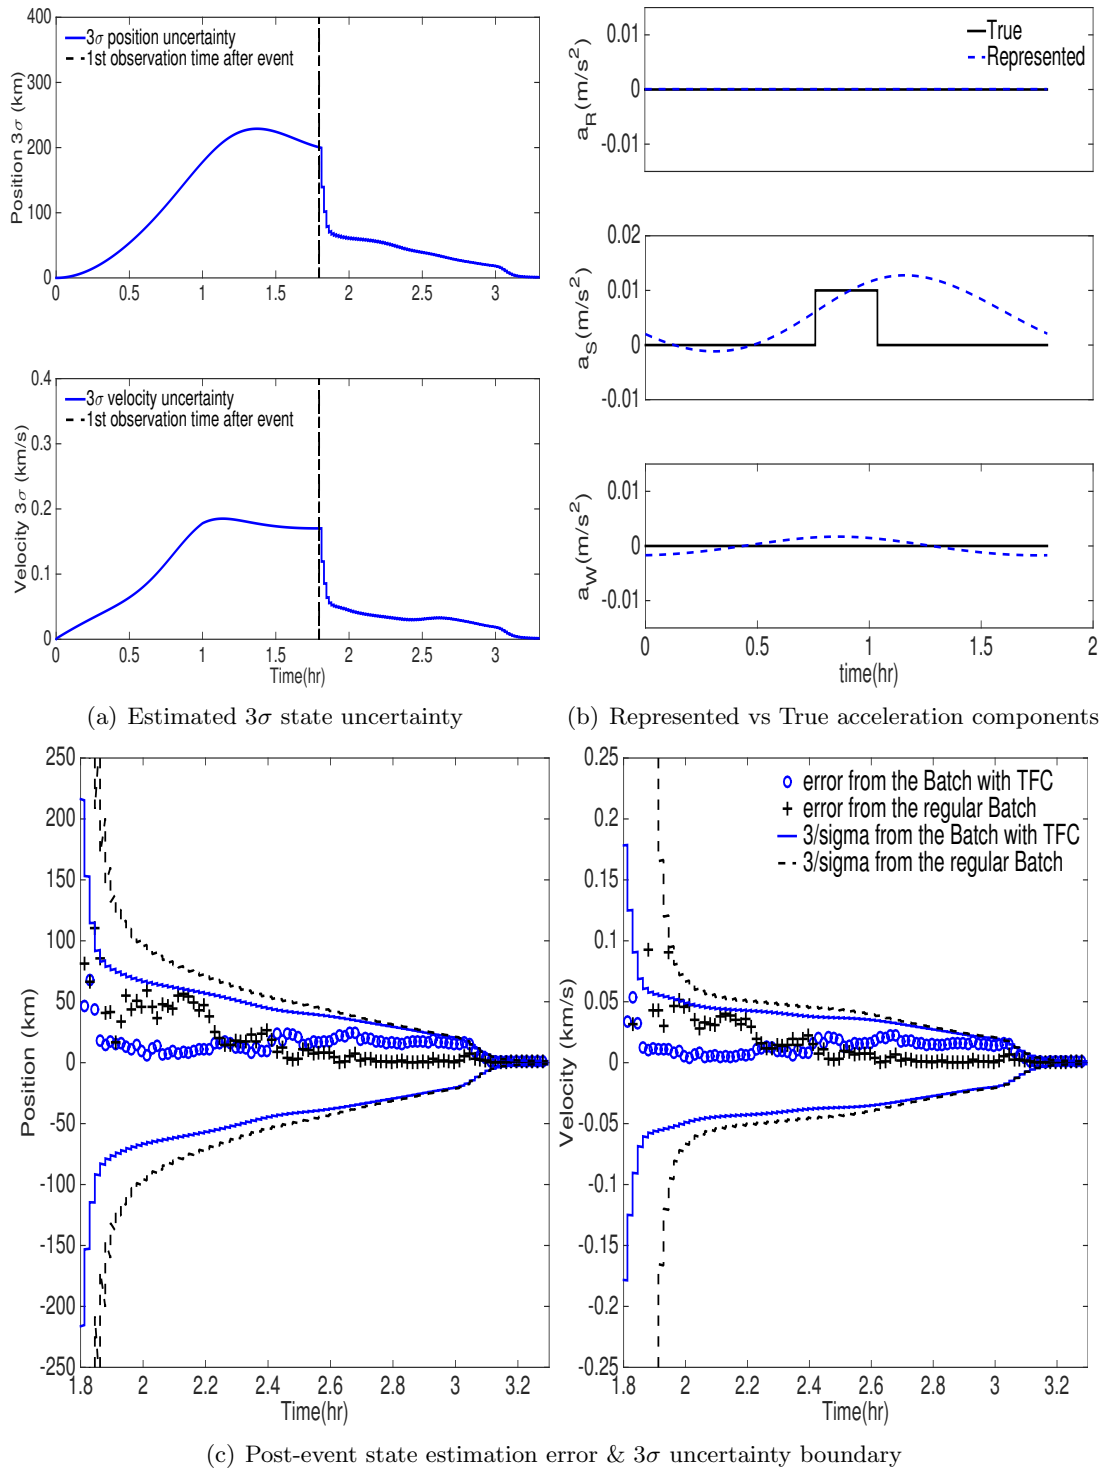 400
300
200
100
0
Position 3σ (km)
3σ position uncertainty
1st observation time after event
0 0.5 1 1.5 2 2.5 3
0.4
0.3
0.2
0.1
0
Velocity 3σ (km/s)
3σ velocity uncertainty
1st observation time after event
0 0.5 1 1.5 2 2.5 3
Time(hr)
(a) Estimated 3σ state uncertainty
0.01
0
-0.01
a_R(m/s²)
True
Represented
0.02
0.01
0
-0.01
a_S(m/s²)
0.01
0
-0.01
a_W(m/s²)
0 0.5 1 1.5 2
time(hr)
(b) Represented vs True acceleration components
250
200
150
100
50
0
-50
-100
-150
-200
-250
Position (km)
1.8 2 2.2 2.4 2.6 2.8 3 3.2
Time(hr)
0.25
0.2
0.15
0.1
0.05
0
-0.05
-0.1
-0.15
-0.2
-0.25
Velocity (km/s)
error from the Batch with TFC
error from the regular Batch
3/sigma from the Batch with TFC
3/sigma from the regular Batch
1.8 2 2.2 2.4 2.6 2.8 3 3.2
Time(hr)
(c) Post-event state estimation error & 3σ uncertainty boundary